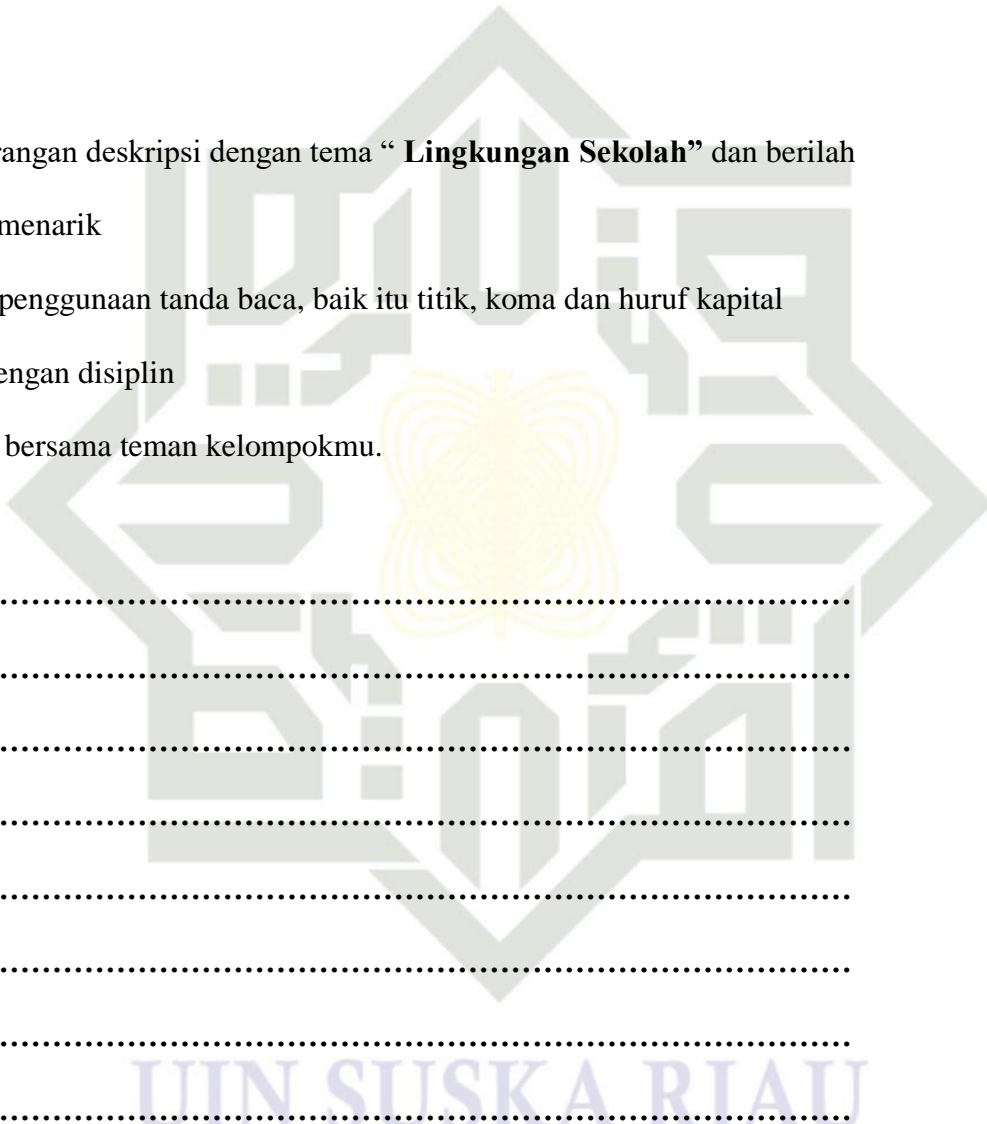 rangan deskripsi dengan tema “ Lingkungan Sekolah” dan berilah
menarik
penggunaan tanda baca, baik itu titik, koma dan huruf kapital
engan disiplin
bersama teman kelompokmu.
................................................................................
................................................................................
................................................................................
................................................................................
................................................................................
................................................................................
................................................................................
UIN SUSKA RIAU
................................................................................